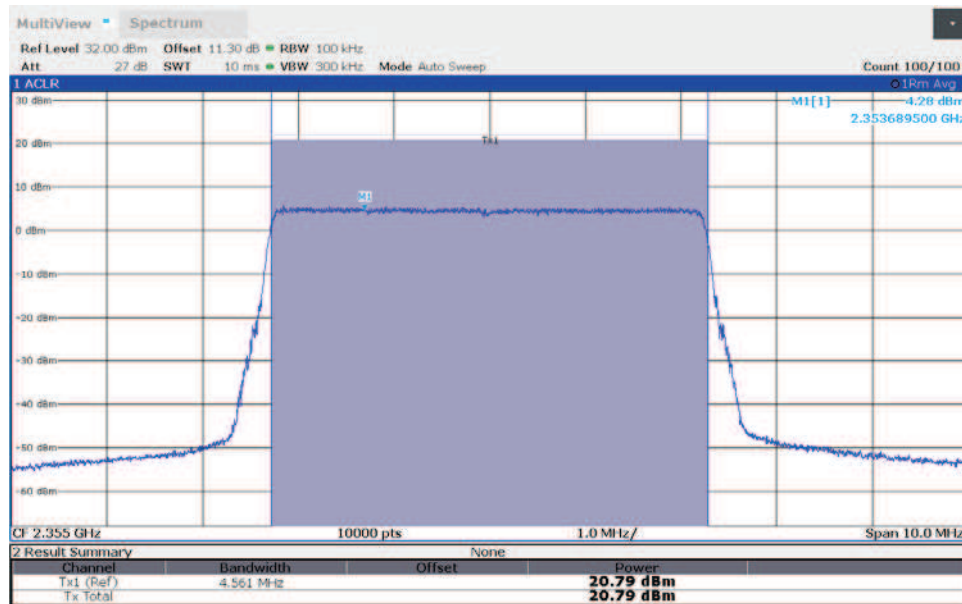 MultiView Spectrum
Ref Level 32.00 dBm Offset 11.30 dB RBW 100 kHz
Att 27 dB SWT 10 ms VBW 300 kHz Mode Auto Sweep Count 100/100
1 ACLR 1Rm Avg
30 dBm M1[1] 4.28 dBm
2.353689500 GHz
Tx1
20 dBm
10 dBm
M1
0 dBm
-10 dBm
-20 dBm
-30 dBm
-40 dBm
-50 dBm
-60 dBm
CF 2.355 GHz 10000 pts 1.0 MHz/ Span 10.0 MHz
2 Result Summary None
Channel Bandwidth Offset Power
Tx1 (Ref) 4.561 MHz 20.79 dBm
Tx Total 20.79 dBm